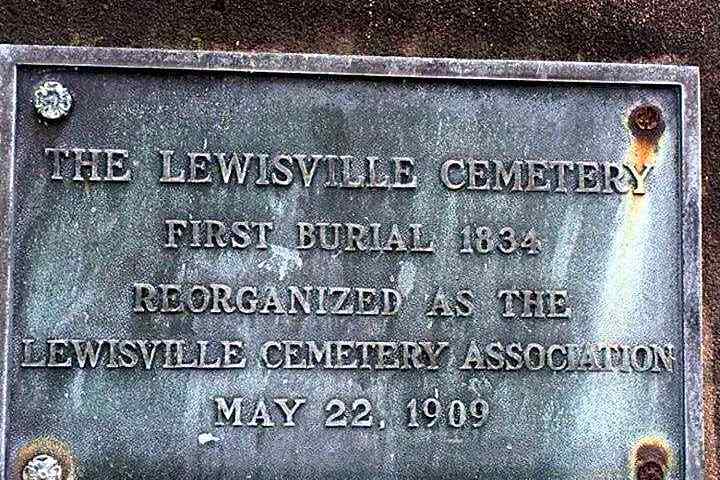 THE LEWISVILLE CEMETERY
FIRST BURIAL 1834
REORGANIZED AS THE
LEWISVILLE CEMETERY ASSOCIATION
MAY 22, 1909